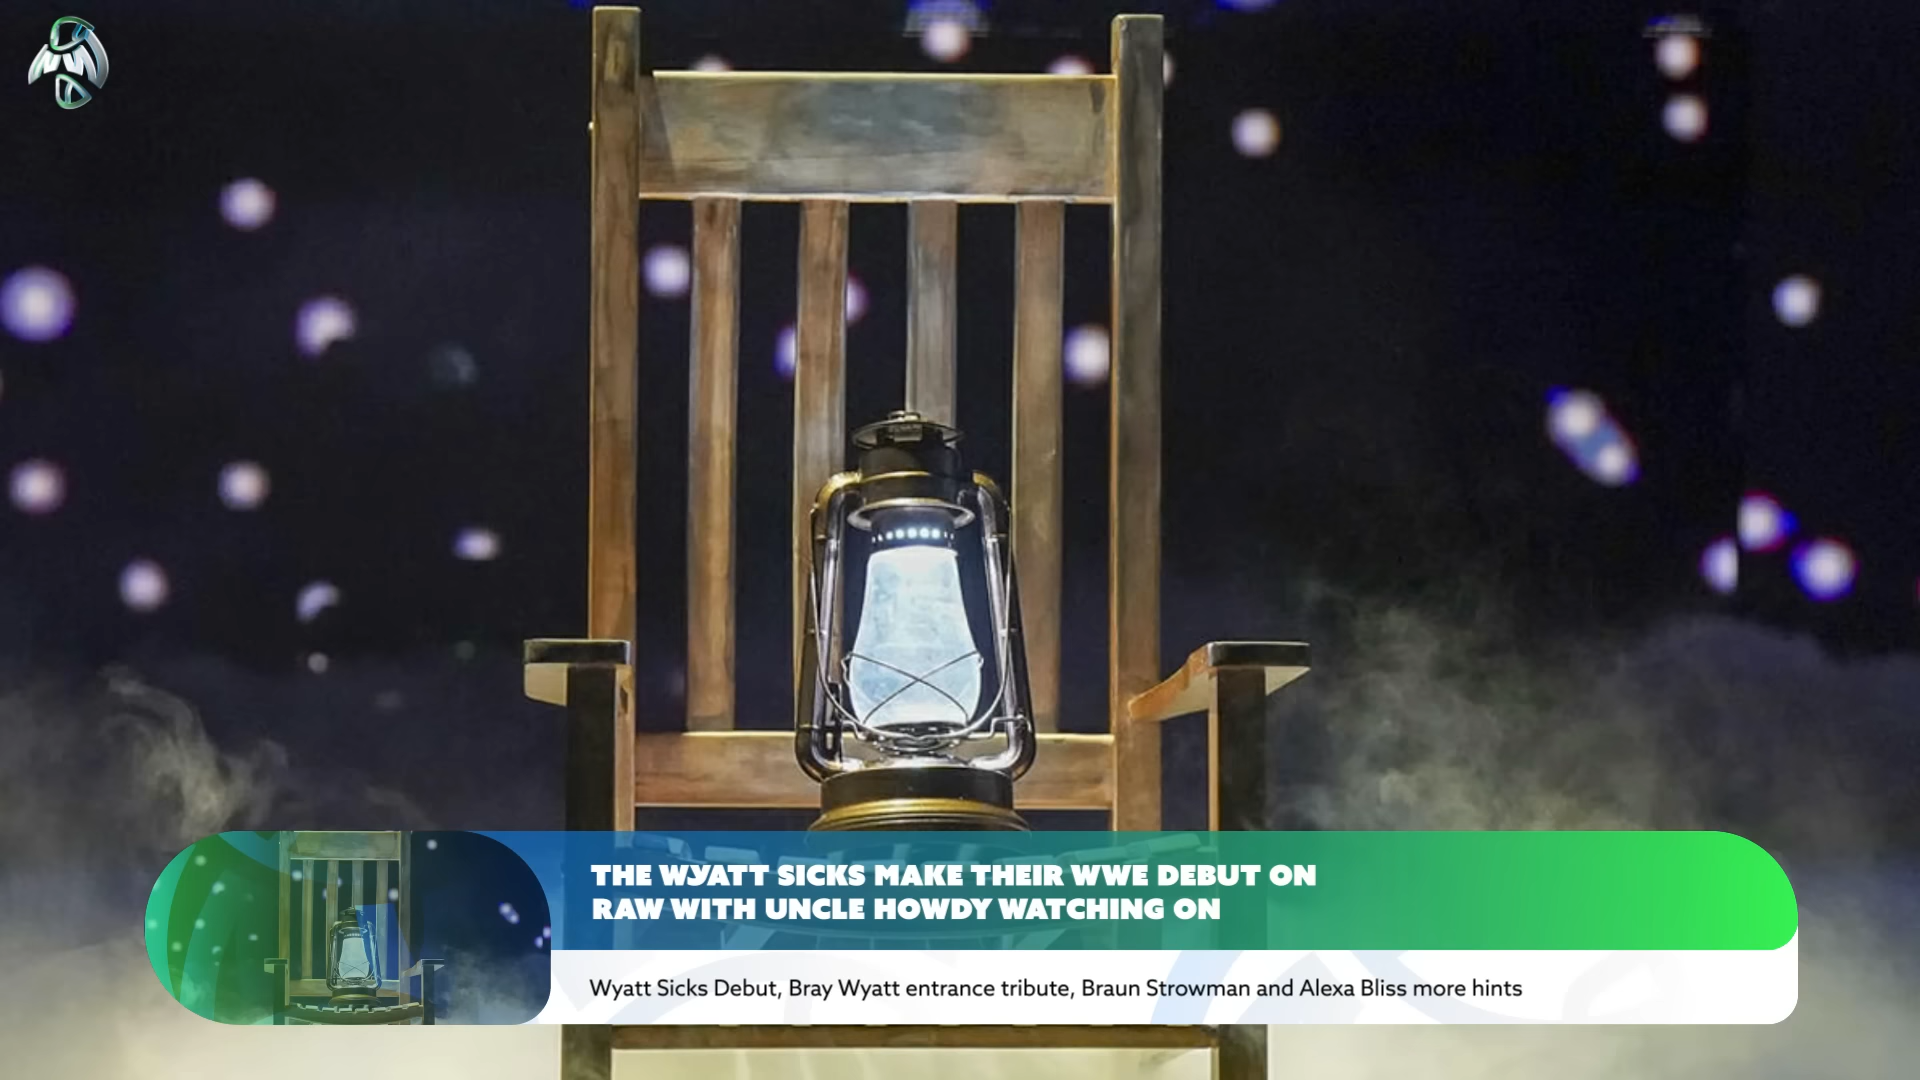 THE WYATT SICKS MAKE THEIR WWE DEBUT ON
RAW WITH UNCLE HOWDY WATCHING ON
Wyatt Sicks Debut, Bray Wyatt entrance tribute, Braun Strowman and Alexa Bliss more hints